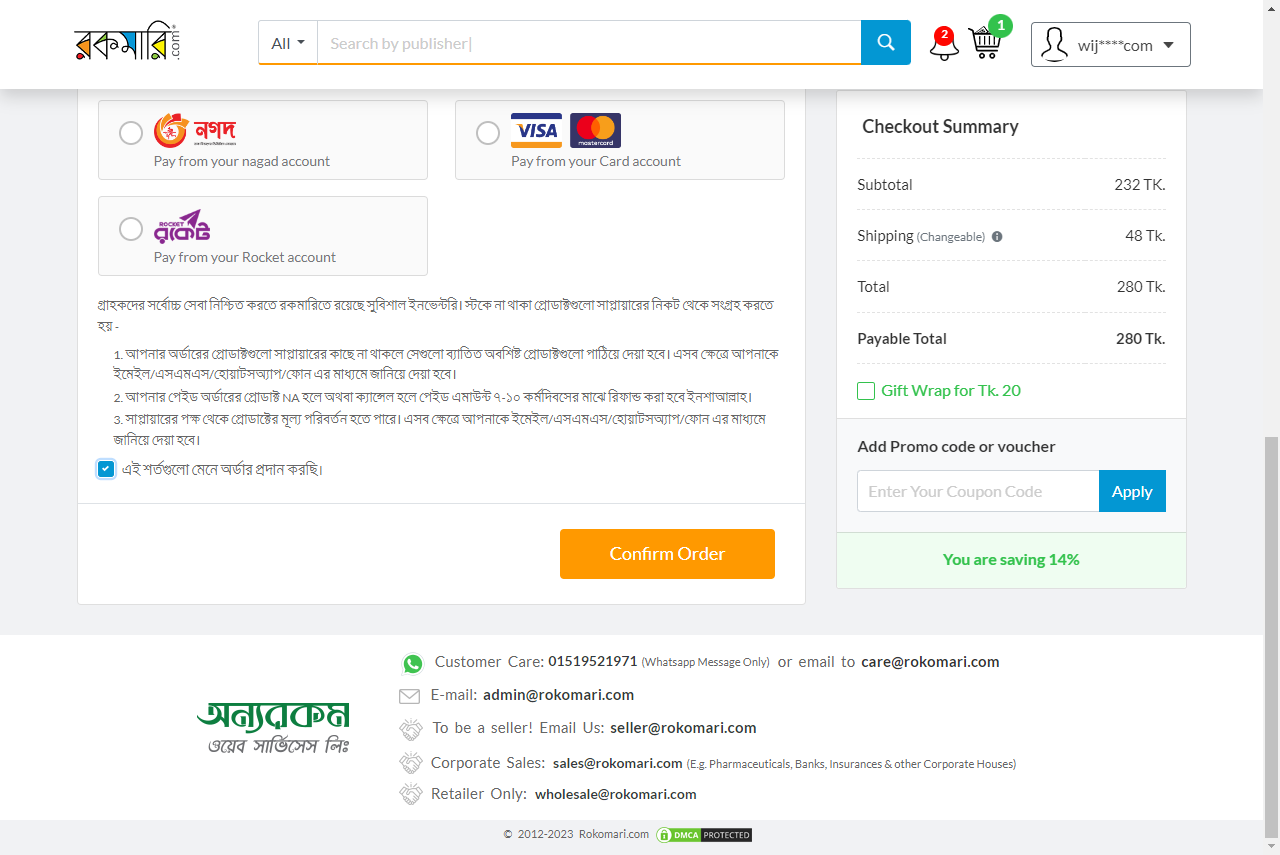 রকমারি.com
All
Search by publisher
2
1
wij****com
নগদ
Pay from your nagad account
VISA
mastercard
Pay from your Card account
ROCKET
রকেট
Pay from your Rocket account
গ্রাহকদের সর্বোচ্চ সেবা নিশ্চিত করতে রকমারিতে রয়েছে সুবিশাল ইনভেন্টরি। স্টকে না থাকা প্রোডাক্টগুলো সাপ্লায়ারের নিকট থেকে সংগ্রহ করতে
হয় -
1. আপনার অর্ডারের প্রোডাক্টগুলো সাপ্লায়ারের কাছে না থাকলে সেগুলো ব্যাতিত অবশিষ্ট প্রোডাক্টগুলো পাঠিয়ে দেয়া হবে। এসব ক্ষেত্রে আপনাকে
ইমেইল/এসএমএস/হোয়াটসঅ্যাপ/ফোন এর মাধ্যমে জানিয়ে দেয়া হবে।
2. আপনার পেইড অর্ডারের প্রোডাক্ট NA হলে অথবা ক্যান্সেল হলে পেইড এমাউন্ট ৭-১০ কর্মদিবসের মাঝে রিফান্ড করা হবে ইনশাআল্লাহ।
3. সাপ্লায়ারের পক্ষ থেকে প্রোডাক্টের মূল্য পরিবর্তন হতে পারে। এসব ক্ষেত্রে আপনাকে ইমেইল/এসএমএস/হোয়াটসঅ্যাপ/ফোন এর মাধ্যমে
জানিয়ে দেয়া হবে।
এই শর্তগুলো মেনে অর্ডার প্রদান করছি।
Confirm Order
Checkout Summary
Subtotal 232 TK.
Shipping (Changeable) 48 Tk.
Total 280 Tk.
Payable Total 280 Tk.
Gift Wrap for Tk. 20
Add Promo code or voucher
Enter Your Coupon Code Apply
You are saving 14%
অন্যরকম
ওয়েব সার্ভিসেস লিঃ
Customer Care: 01519521971 (Whatsapp Message Only) or email to care@rokomari.com
E-mail: admin@rokomari.com
To be a seller! Email Us: seller@rokomari.com
Corporate Sales: sales@rokomari.com (E.g. Pharmaceuticals, Banks, Insurances & other Corporate Houses)
Retailer Only: wholesale@rokomari.com
© 2012-2023 Rokomari.com DMCA PROTECTED